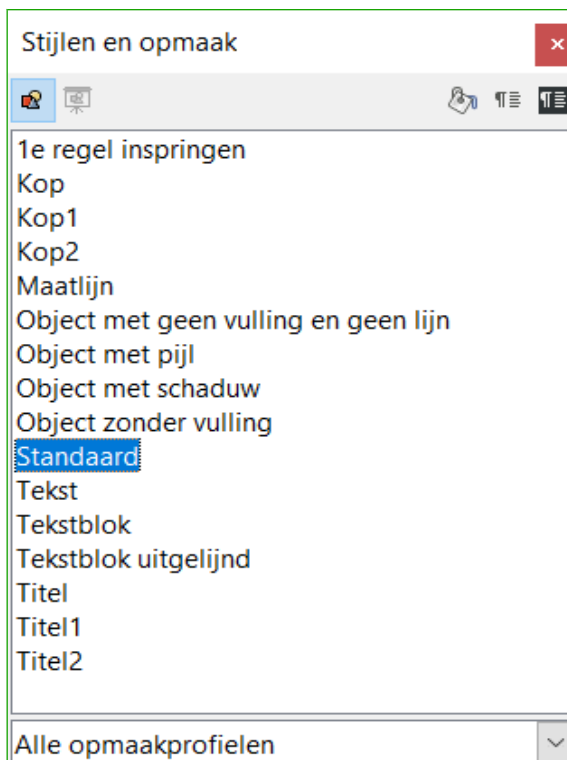 Stijlen en opmaak
1e regel inspringen
Kop
Kop1
Kop2
Maatlijn
Object met geen vulling en geen lijn
Object met pijl
Object met schaduw
Object zonder vulling
Standaard
Tekst
Tekstblok
Tekstblok uitgelijnd
Titel
Titel1
Titel2
Alle opmaakprofielen